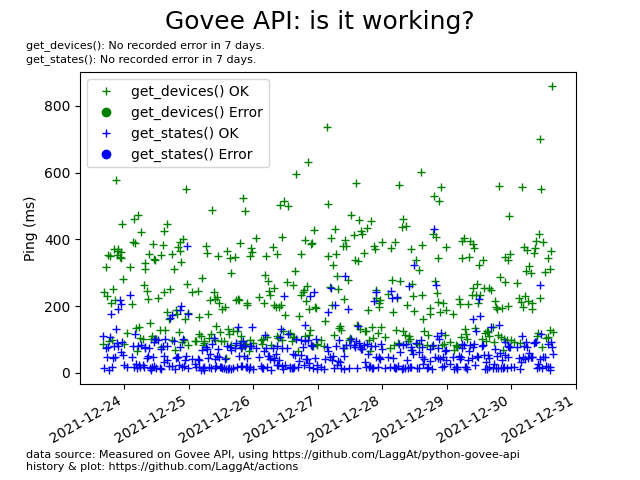 Govee API: is it working?
get_devices(): No recorded error in 7 days.
get_states(): No recorded error in 7 days.
get_devices() OK
get_devices() Error
get_states() OK
get_states() Error
Ping (ms)
800
600
400
200
0
2021-12-24
2021-12-25
2021-12-26
2021-12-27
2021-12-28
2021-12-29
2021-12-30
2021-12-31
data source: Measured on Govee API, using https://github.com/LaggAt/python-govee-api
history & plot: https://github.com/LaggAt/actions